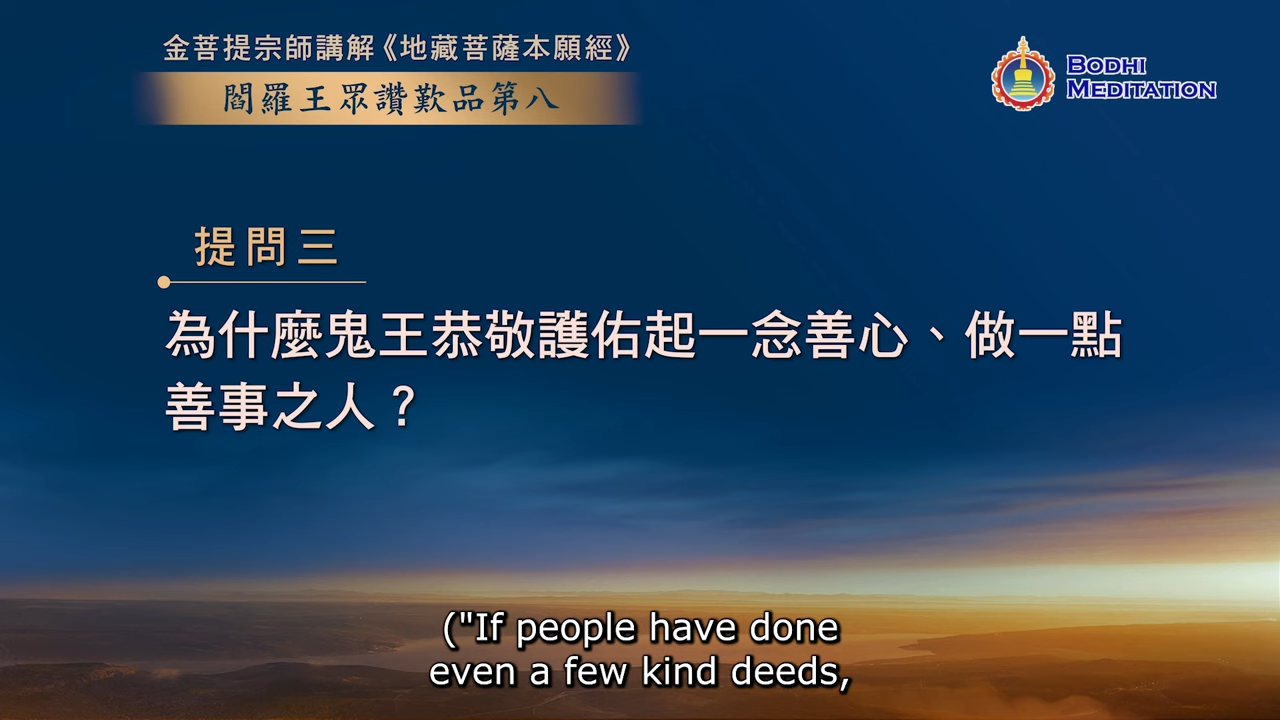 金菩提宗師講解《地藏菩薩本願經》
閻羅王眾讚歎品第八
BODHI
MEDITATION
提問三
為什麼鬼王恭敬護佑起一念善心、做一點
善事之人？
("If people have done
even a few kind deeds,